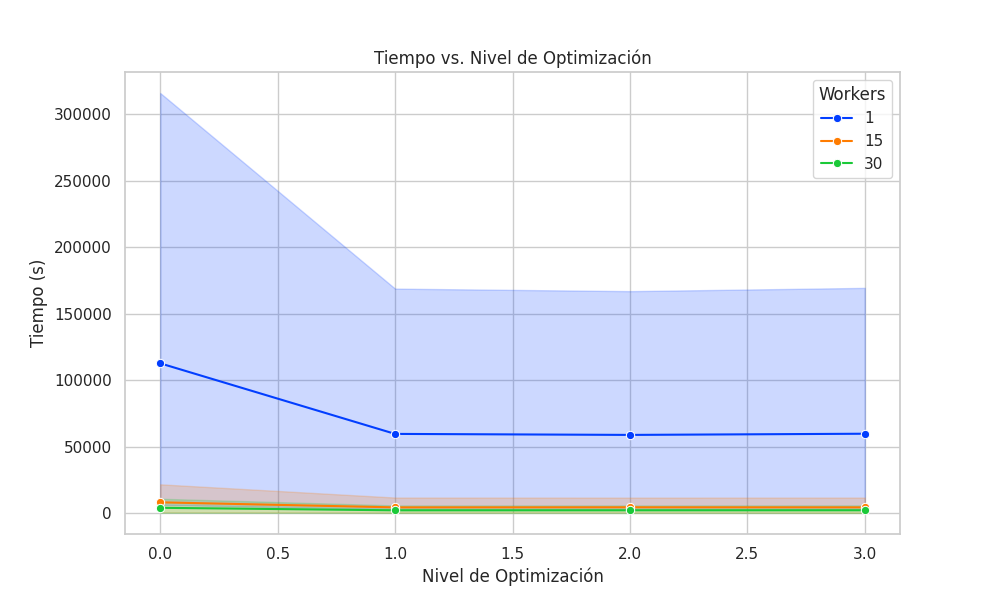 Tiempo vs. Nivel de Optimización
Workers
1
15
30
Tiempo (s)
300000
250000
200000
150000
100000
50000
0
0.0 0.5 1.0 1.5 2.0 2.5 3.0
Nivel de Optimización